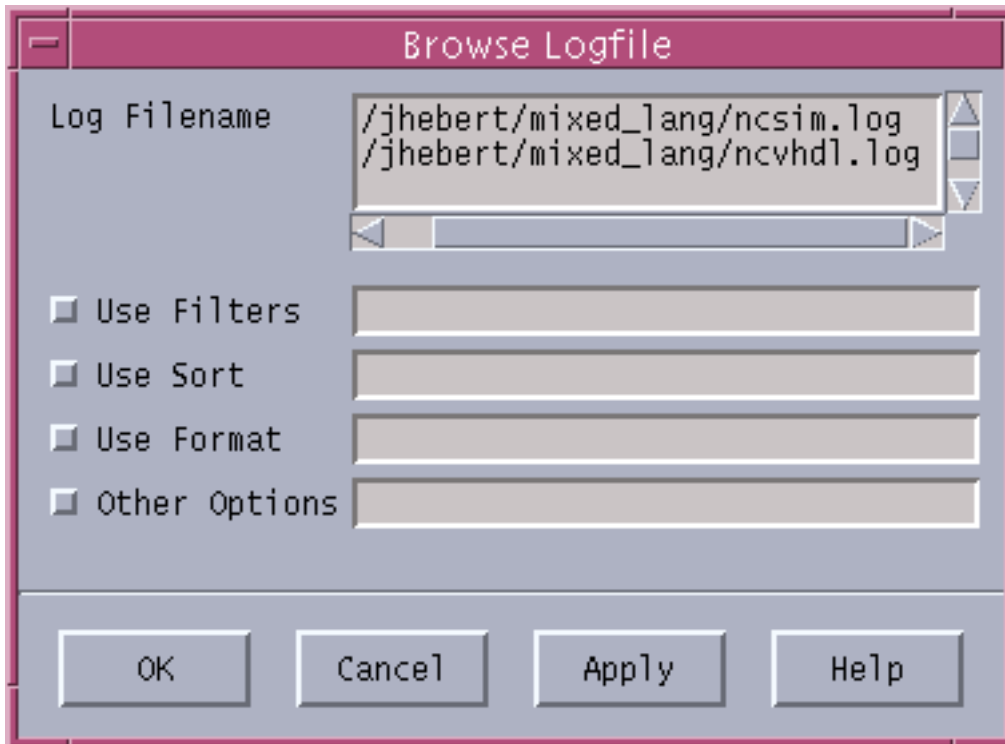 Browse Logfile
Log Filename
/jhebert/mixed_lang/ncsim.log
/jhebert/mixed_lang/ncvhdl.log
Use Filters
Use Sort
Use Format
Other Options
OK Cancel Apply Help